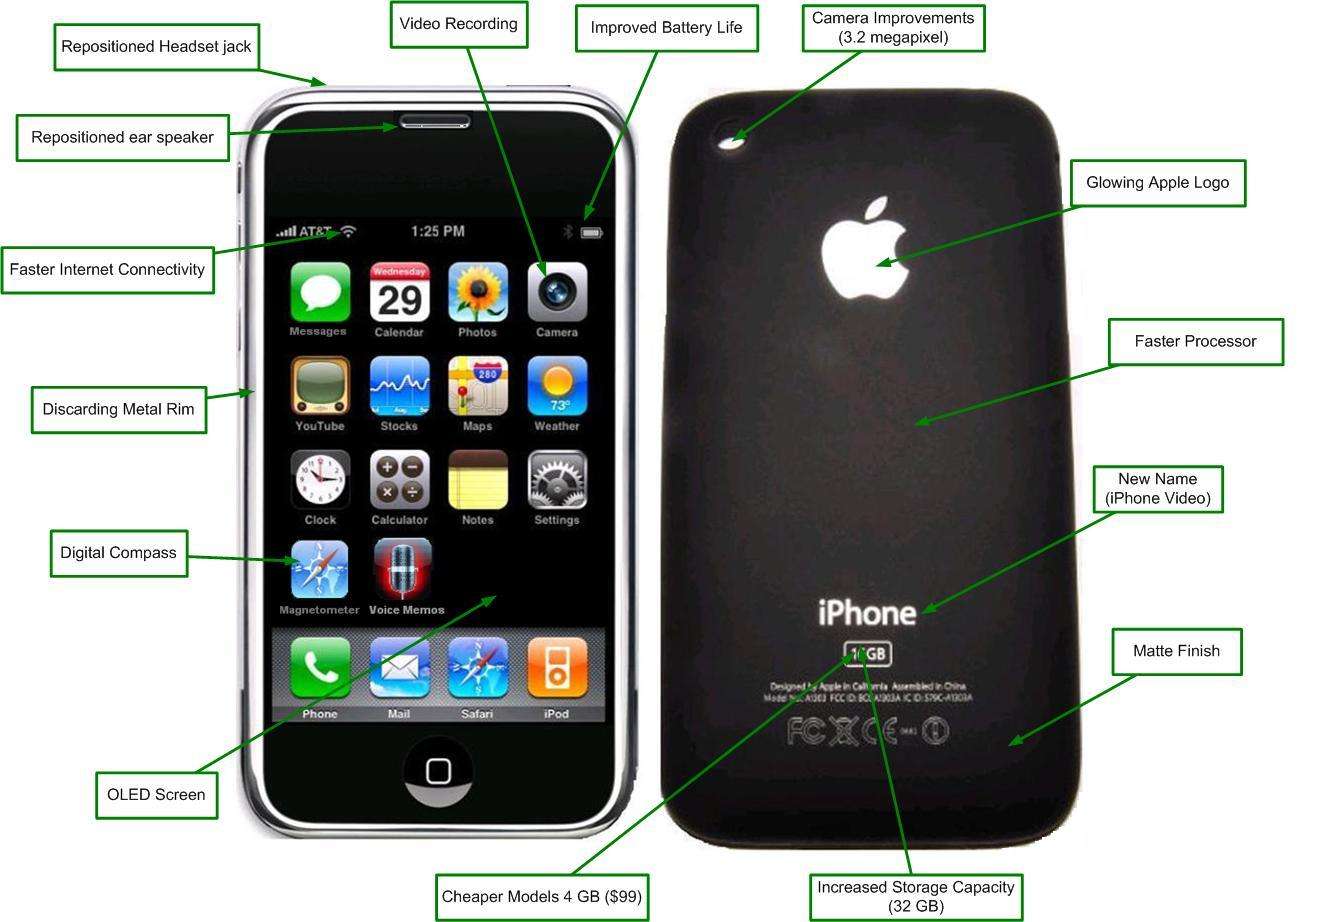 Repositioned Headset jack
Video Recording
Improved Battery Life
Camera Improvements
(3.2 megapixel)
Repositioned ear speaker
Glowing Apple Logo
Faster Internet Connectivity
AT&T 1:25 PM
Wednesday
29
Messages Calendar Photos Camera
280
73°
YouTube Stocks Maps Weather
Faster Processor
Discarding Metal Rim
Clock Calculator Notes Settings
New Name
(iPhone Video)
Digital Compass
Magnetometer Voice Memos
iPhone
16GB
Designed by Apple in California Assembled in China
Matte Finish
Phone Mail Safari iPod
FC CE
OLED Screen
Cheaper Models 4 GB ($99)
Increased Storage Capacity
(32 GB)